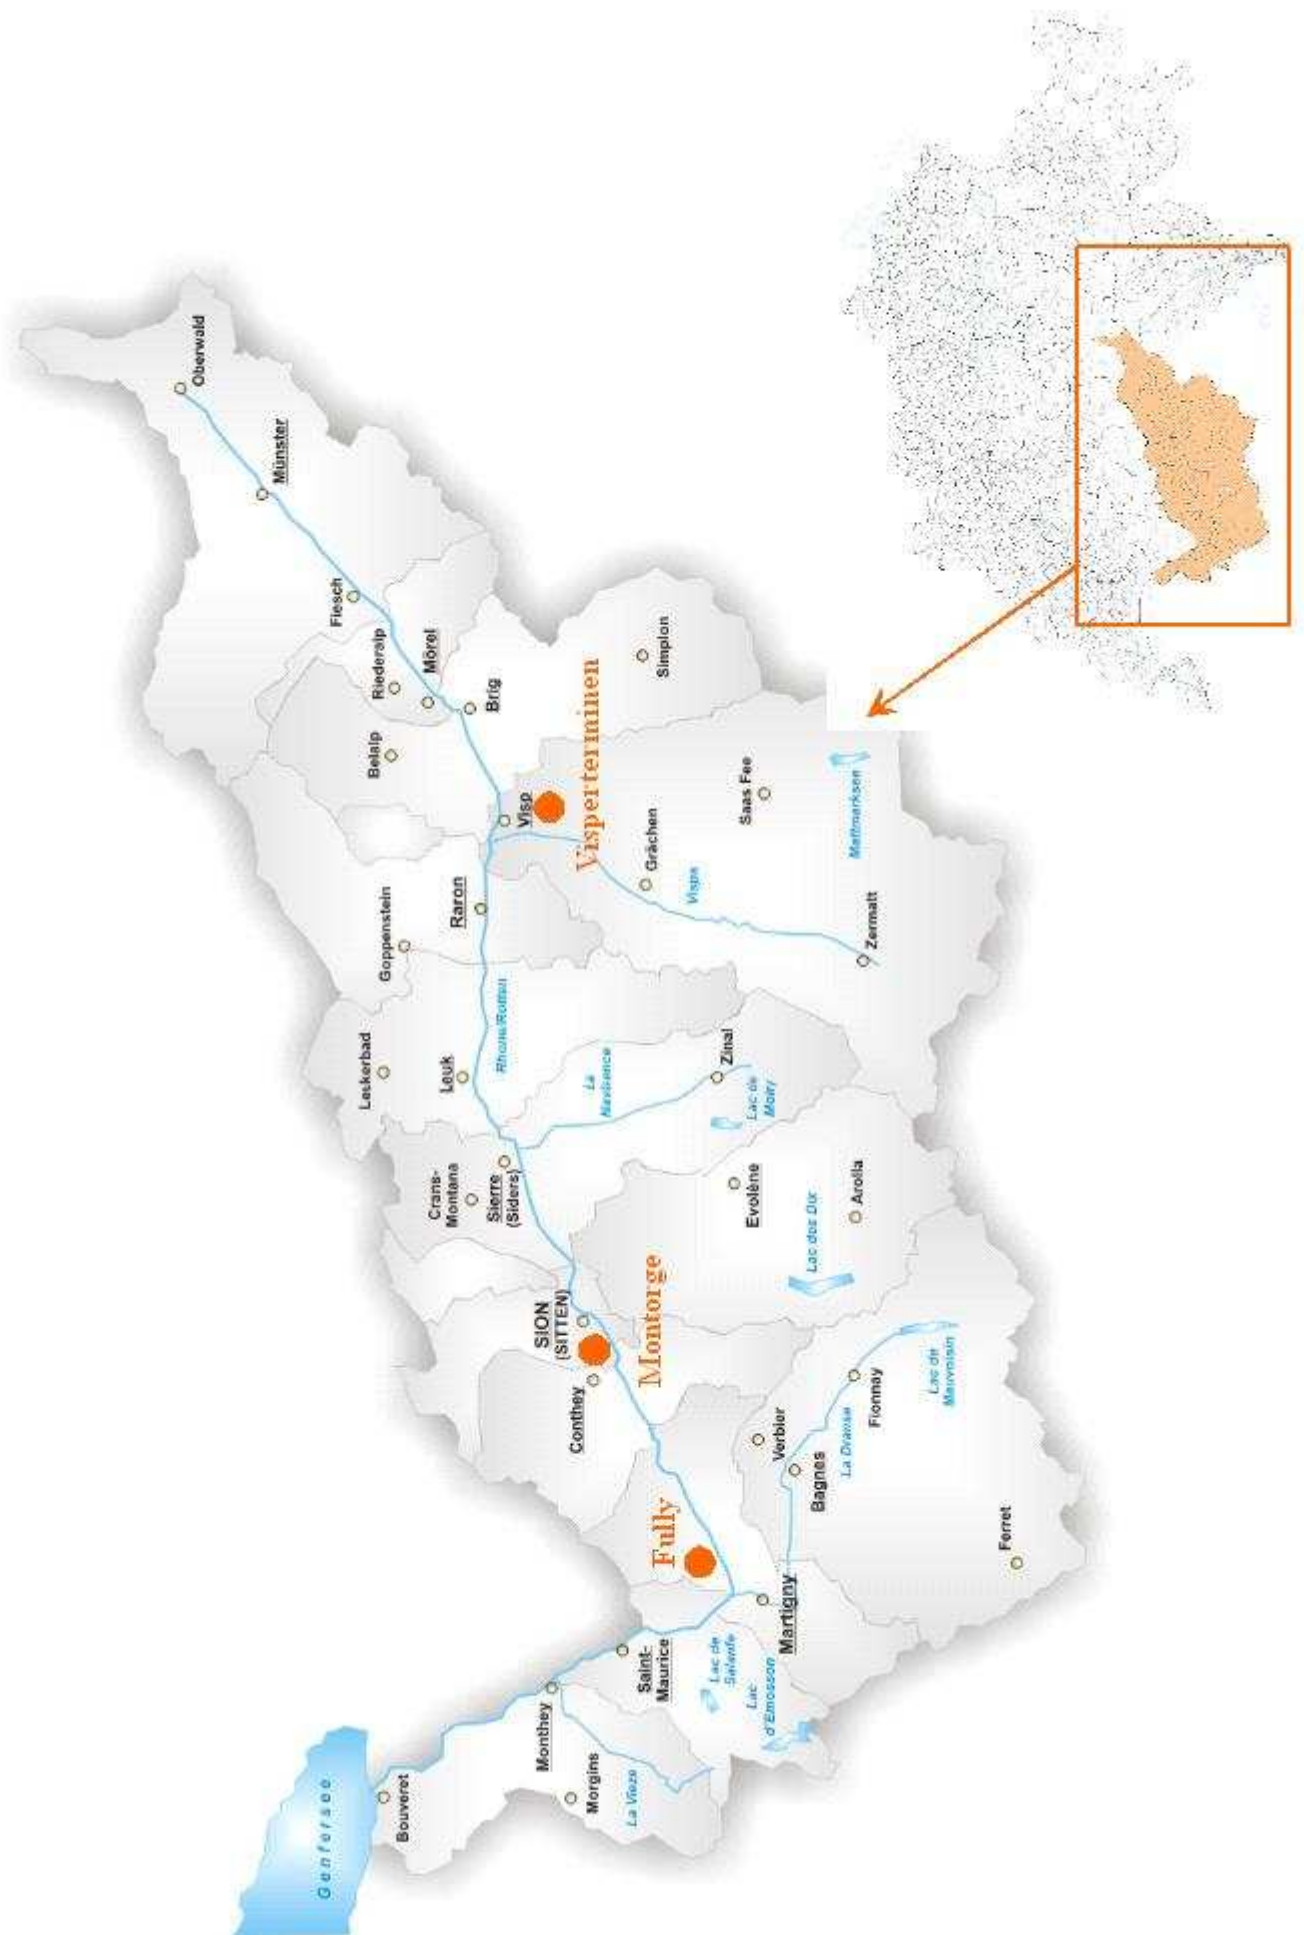 Oberwald
Münster
Fiesch
Riederalp
Mörel
Belalp
Brig
Simplon
Visp
Visperterminen
Goppenstein
Raron
Grächen
Saas Fee
Mattmarksee
Vispa
Zermatt
Leukerbad
Leuk
Rhone/Rotten
La
Navisence
Zinal
Lac de
Moiry
Crans-
Montana
Sierre
(Siders)
Evolène
Arolla
Lac des Dix
SION
(SITTEN)
Montorge
Conthey
Verbier
Bagnes
La Dranse
Fionnay
Lac de
Mauvoisin
Ferret
Fully
Martigny
Saint-
Maurice
Lac de
Salanfe
Lac
d'Emosson
Monthey
Morgins
La Vieze
Bouveret
Genfersee